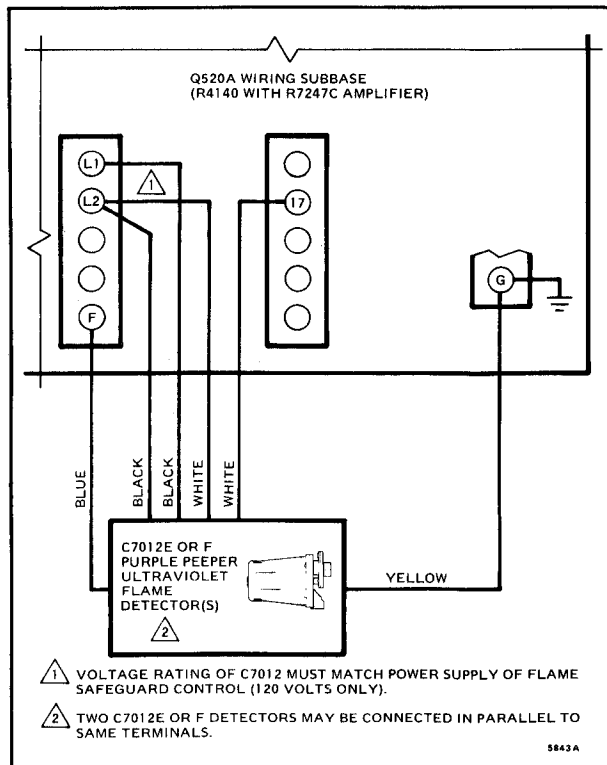 Q520A WIRING SUBBASE
(R4140 WITH R7247C AMPLIFIER)
L1
L2
F
1
17
G
BLUE
BLACK
BLACK
WHITE
WHITE
YELLOW
C7012E OR F
PURPLE PEEPER
ULTRAVIOLET
FLAME
DETECTOR(S)
2
1 VOLTAGE RATING OF C7012 MUST MATCH POWER SUPPLY OF FLAME
SAFEGUARD CONTROL (120 VOLTS ONLY).
2 TWO C7012E OR F DETECTORS MAY BE CONNECTED IN PARALLEL TO
SAME TERMINALS.
5843A